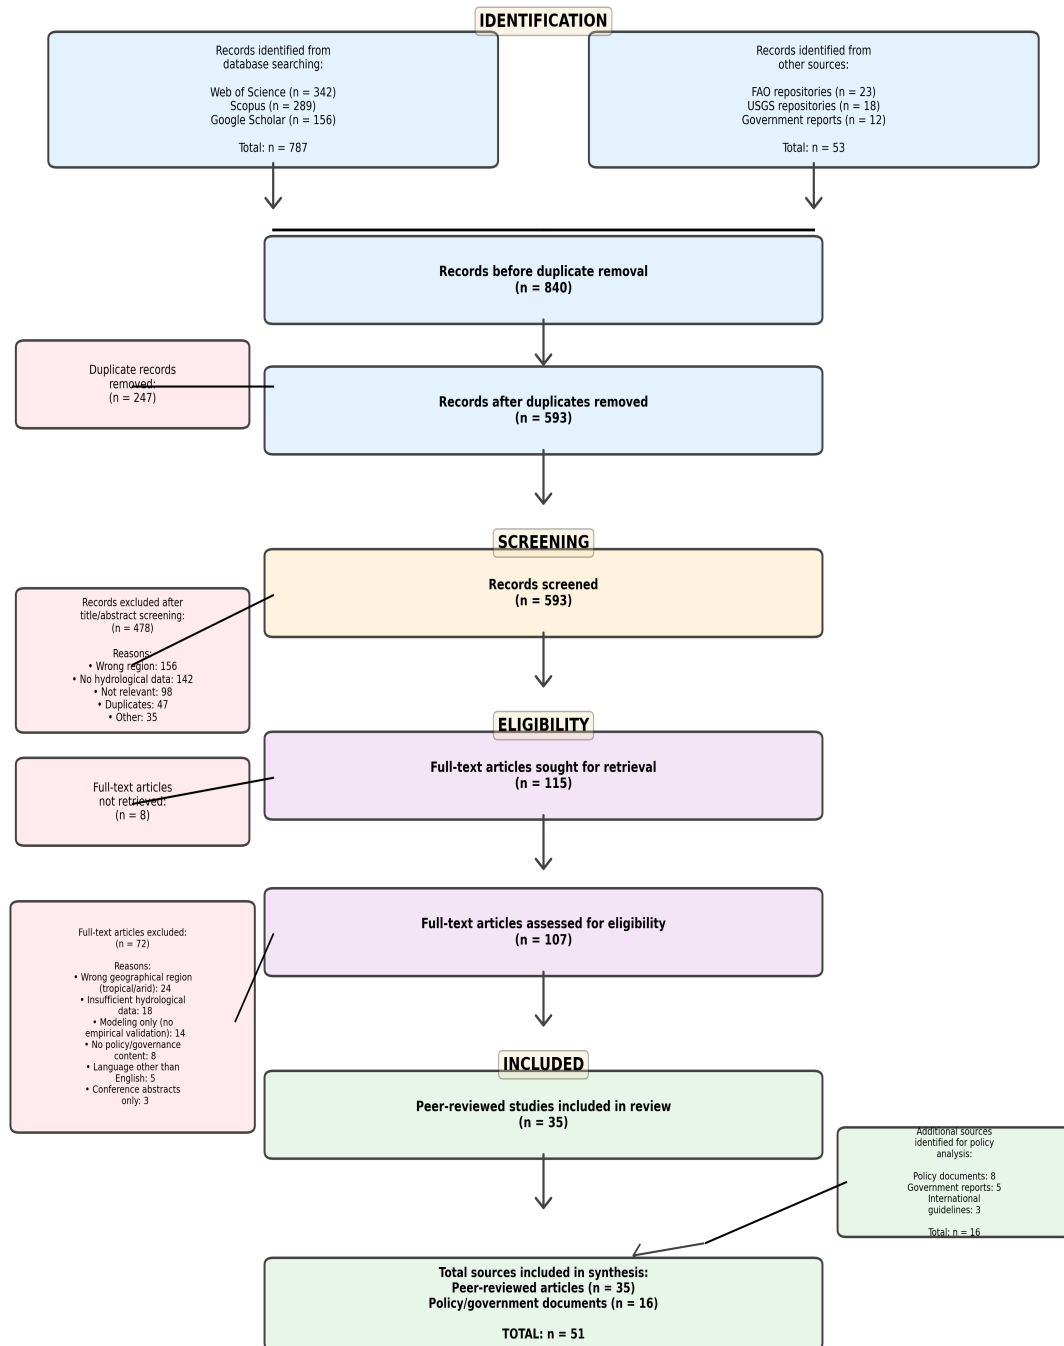 IDENTIFICATION
Records identified from
database searching:
Web of Science (n = 342)
Scopus (n = 289)
Google Scholar (n = 156)
Total: n = 787
Records identified from
other sources:
FAO repositories (n = 23)
USGS repositories (n = 18)
Government reports (n = 12)
Total: n = 53
Records before duplicate removal
(n = 840)
Duplicate records
removed:
(n = 247)
Records after duplicates removed
(n = 593)
SCREENING
Records screened
(n = 593)
Records excluded after
title/abstract screening:
(n = 478)
Reasons:
• Wrong region: 156
• No hydrological data: 142
• Not relevant: 98
• Duplicates: 47
• Other: 35
ELIGIBILITY
Full-text articles sought for retrieval
(n = 115)
Full-text articles
not retrieved:
(n = 8)
Full-text articles assessed for eligibility
(n = 107)
Full-text articles excluded:
(n = 72)
Reasons:
• Wrong geographical region
(tropical/arid): 24
• Insufficient hydrological
data: 18
• Modeling only (no
empirical validation): 14
• No policy/governance
content: 8
• Language other than
English: 5
• Conference abstracts
only: 3
INCLUDED
Peer-reviewed studies included in review
(n = 35)
Additional sources
identified for policy
analysis:
Policy documents: 8
Government reports: 5
International
guidelines: 3
Total: n = 16
Total sources included in synthesis:
Peer-reviewed articles (n = 35)
Policy/government documents (n = 16)
TOTAL: n = 51